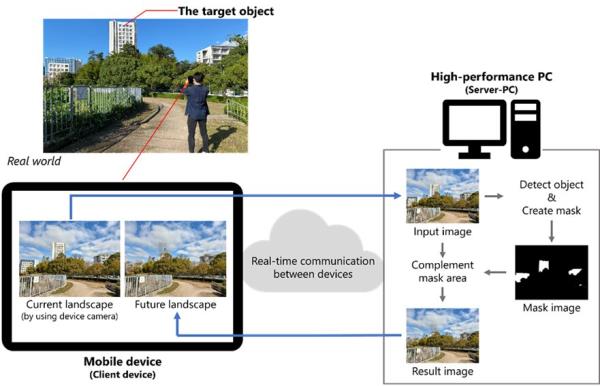 The target object
Real world
High-performance PC
(Server-PC)
Input image
Detect object
&
Create mask
Complement
mask area
Mask image
Result image
Real-time communication
between devices
Current landscape
(by using device camera)
Future landscape
Mobile device
(Client device)